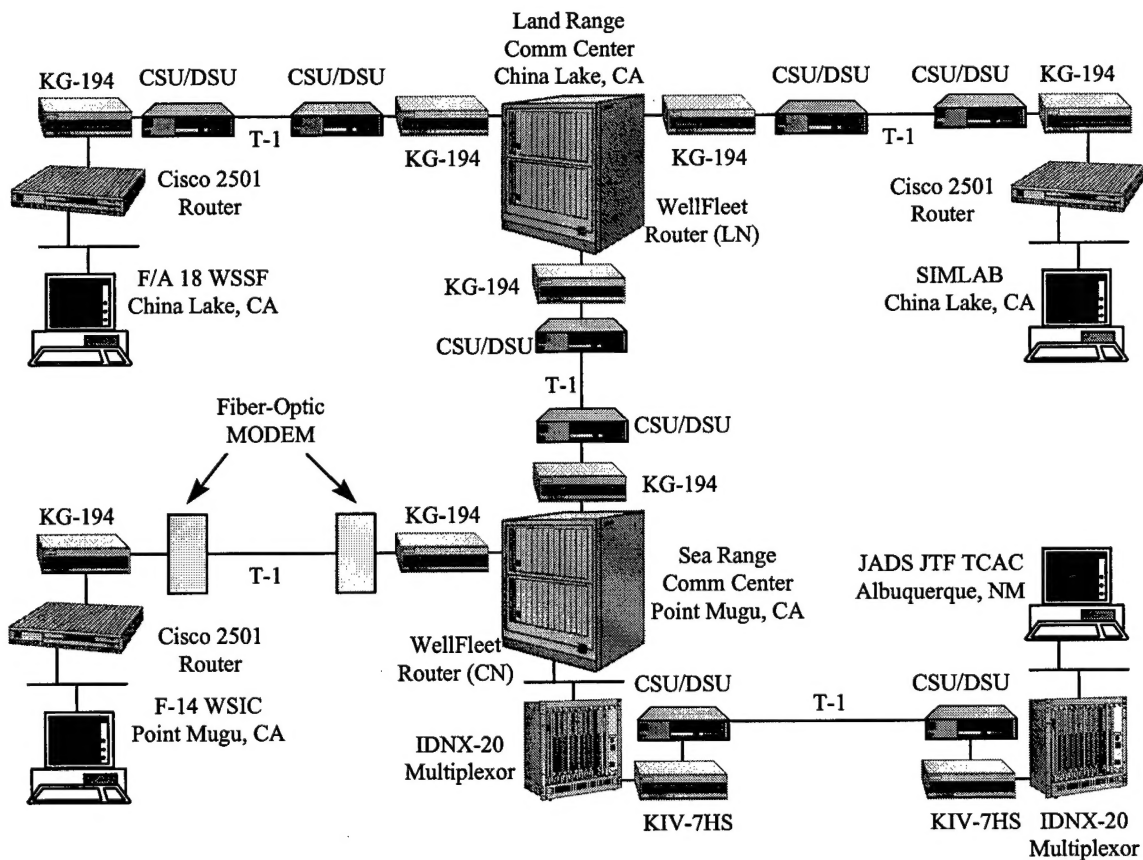 Land Range
Comm Center
China Lake, CA
KG-194
CSU/DSU
CSU/DSU
CSU/DSU
CSU/DSU
KG-194
T-1
KG-194
KG-194
T-1
Cisco 2501
Router
WellFleet
Router (LN)
Cisco 2501
Router
F/A 18 WSSF
China Lake, CA
KG-194
SIMLAB
China Lake, CA
CSU/DSU
T-1
Fiber-Optic
MODEM
CSU/DSU
KG-194
KG-194
KG-194
T-1
Sea Range
Comm Center
Point Mugu, CA
JADS JTF TCAC
Albuquerque, NM
Cisco 2501
Router
WellFleet
Router (CN)
F-14 WSIC
Point Mugu, CA
CSU/DSU
T-1
CSU/DSU
IDNX-20
Multiplexor
KIV-7HS
KIV-7HS
IDNX-20
Multiplexor